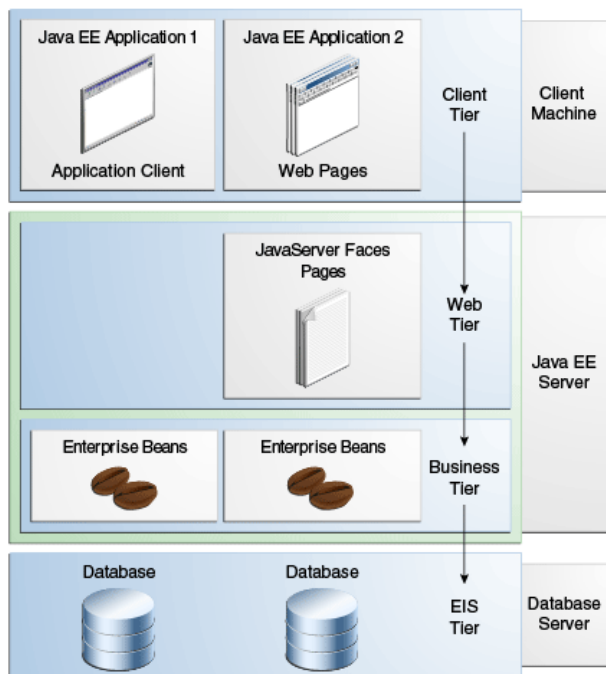 Java EE Application 1
Java EE Application 2
Application Client
Web Pages
Client
Tier
Client
Machine
JavaServer Faces
Pages
Web
Tier
Java EE
Server
Enterprise Beans
Enterprise Beans
Business
Tier
Database
Database
EIS
Tier
Database
Server